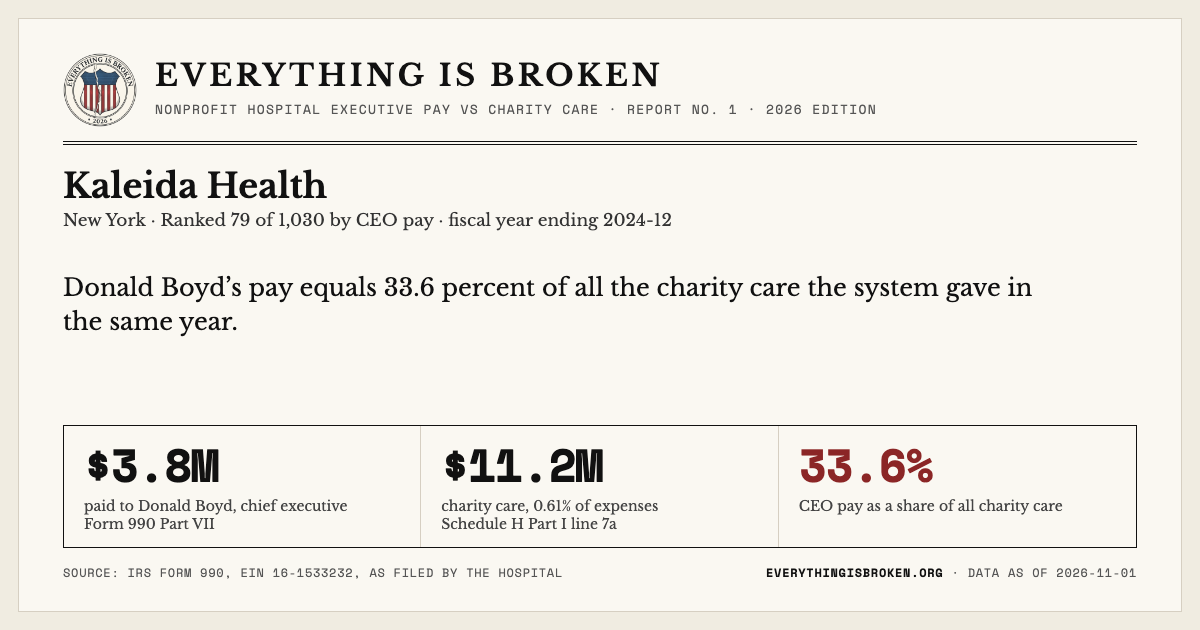 EVERYTHING IS BROKEN
· 2026 ·
EVERYTHING IS BROKEN
NONPROFIT HOSPITAL EXECUTIVE PAY VS CHARITY CARE · REPORT NO. 1 · 2026 EDITION
Kaleida Health
New York · Ranked 79 of 1,030 by CEO pay · fiscal year ending 2024-12
Donald Boyd’s pay equals 33.6 percent of all the charity care the system gave in
the same year.
$3.8M
paid to Donald Boyd, chief executive
Form 990 Part VII
$11.2M
charity care, 0.61% of expenses
Schedule H Part I line 7a
33.6%
CEO pay as a share of all charity care
SOURCE: IRS FORM 990, EIN 16-1533232, AS FILED BY THE HOSPITAL
EVERYTHINGISBROKEN.ORG · DATA AS OF 2026-11-01